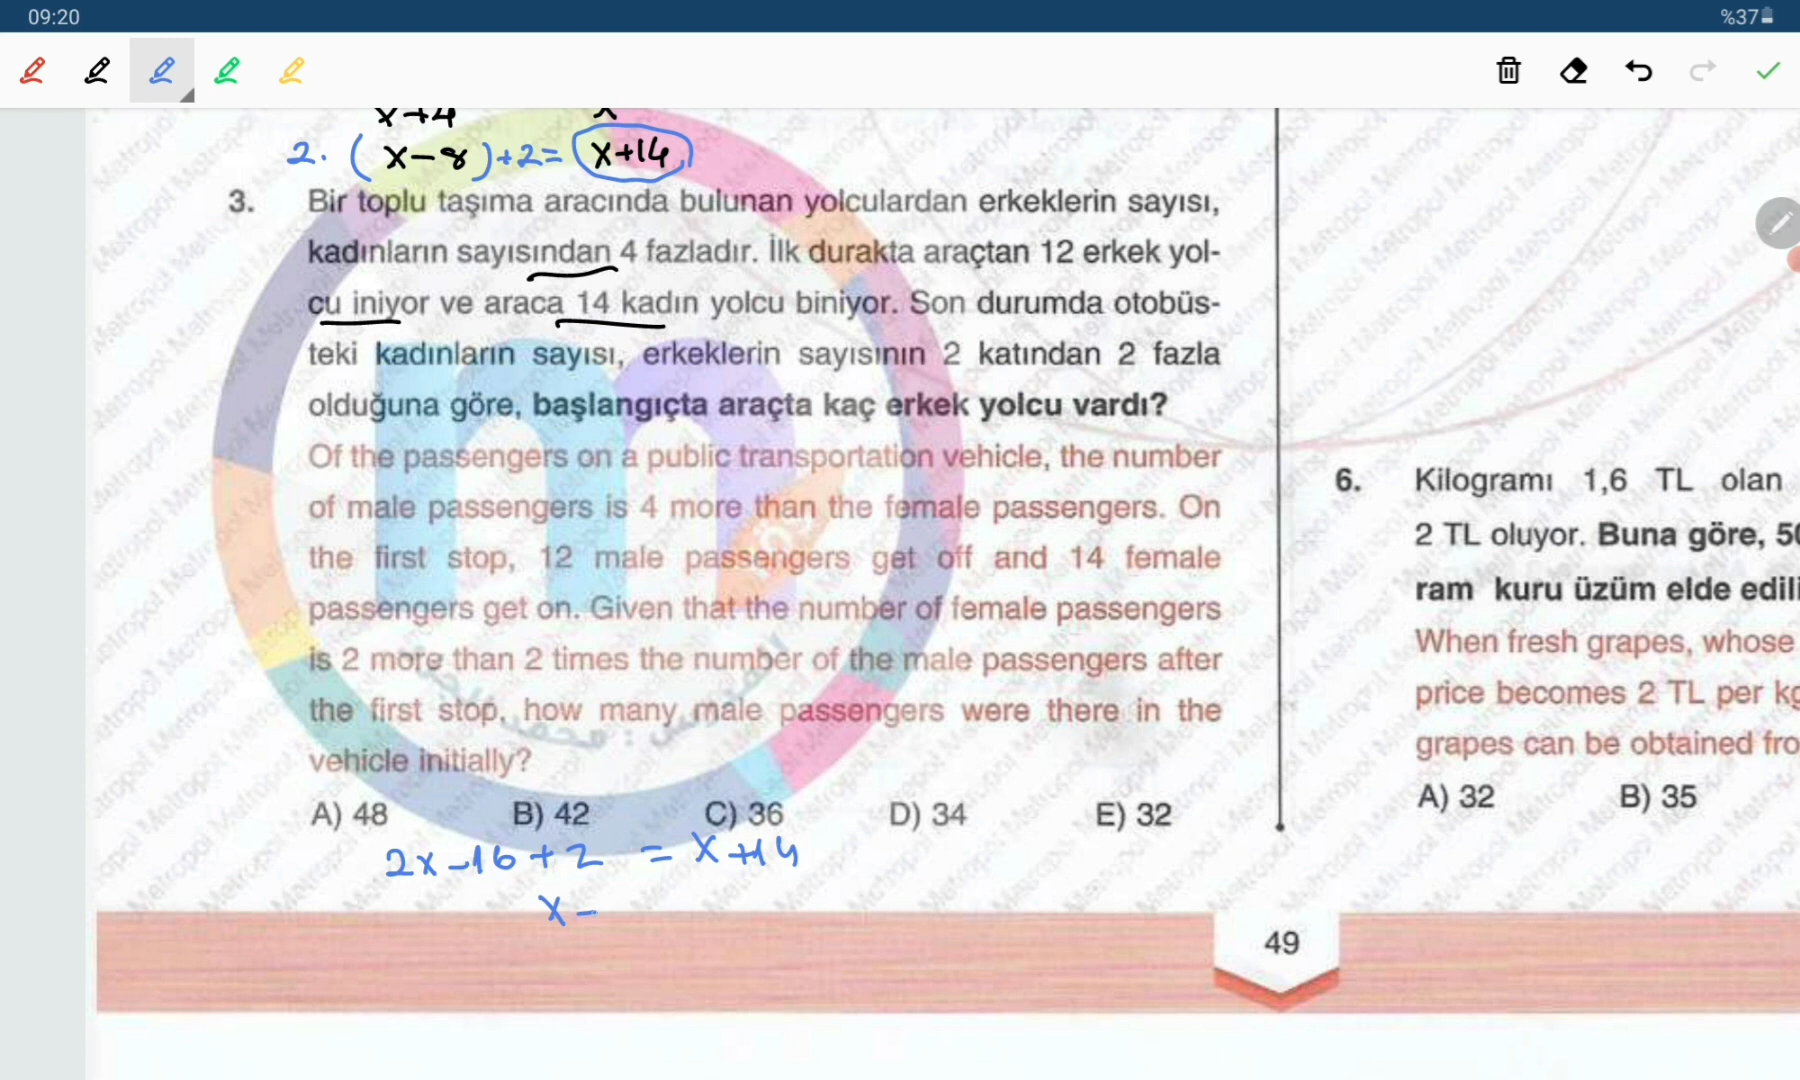 09:20
%37
x+4 x
2. (x-8)+2= x+14
3. Bir toplu taşıma aracında bulunan yolculardan erkeklerin sayısı,
kadınların sayısından 4 fazladır. İlk durakta araçtan 12 erkek yol-
cu iniyor ve araca 14 kadın yolcu biniyor. Son durumda otobüs-
teki kadınların sayısı, erkeklerin sayısının 2 katından 2 fazla
olduğuna göre, başlangıçta araçta kaç erkek yolcu vardı?
Of the passengers on a public transportation vehicle, the number
of male passengers is 4 more than the female passengers. On
the first stop, 12 male passengers get off and 14 female
passengers get on. Given that the number of female passengers
is 2 more than 2 times the number of the male passengers after
the first stop, how many male passengers were there in the
vehicle initially?
A) 48 B) 42 C) 36 D) 34 E) 32
2x-16+2 = x+14
x-
6. Kilogramı 1,6 TL olan
2 TL oluyor. Buna göre, 50
ram kuru üzüm elde edili
When fresh grapes, whose
price becomes 2 TL per kg
grapes can be obtained fro
A) 32 B) 35
49